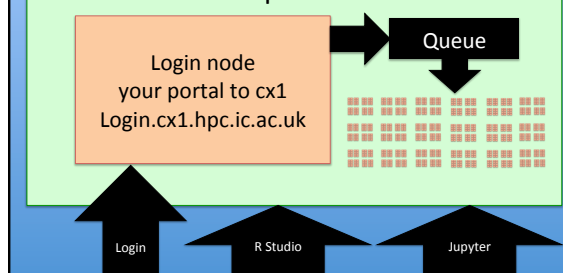 Login node
your portal to cx1
Login.cx1.hpc.ic.ac.uk
Queue
Login
R Studio
Jupyter